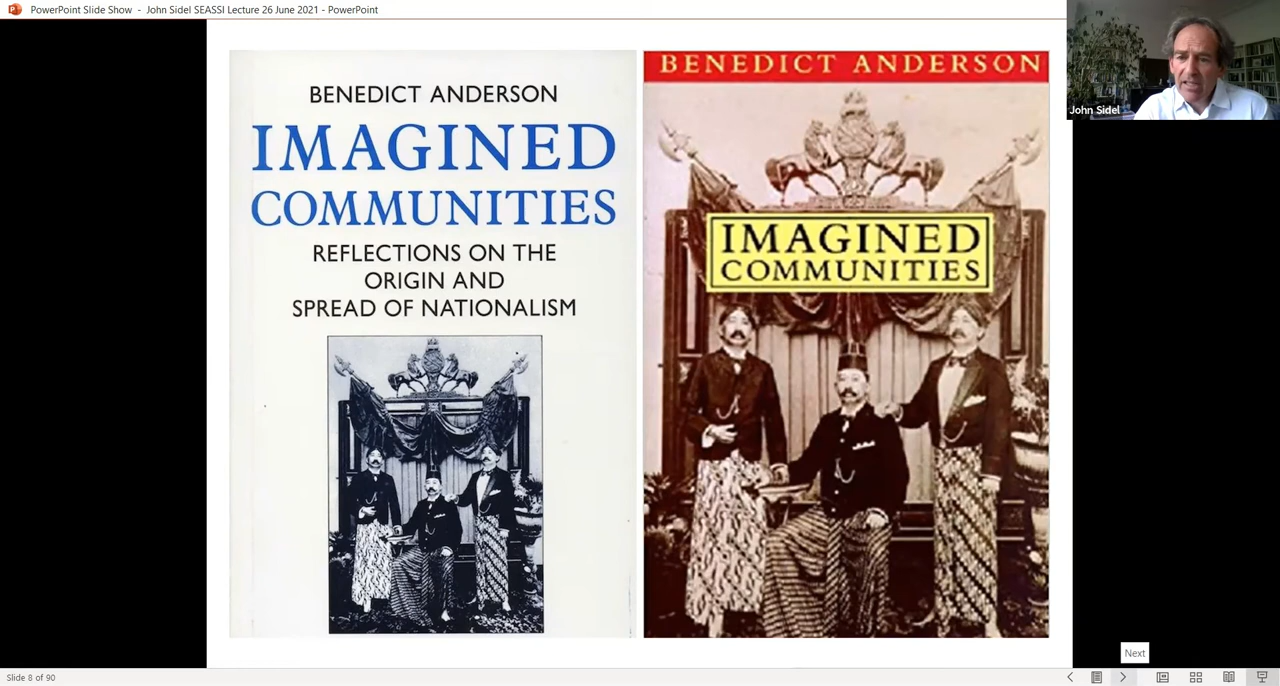 PowerPoint Slide Show - John Sidel SEASSI Lecture 26 June 2021 - PowerPoint
BENEDICT ANDERSON
IMAGINED
COMMUNITIES
REFLECTIONS ON THE
ORIGIN AND
SPREAD OF NATIONALISM
BENEDICT ANDERSON
IMAGINED
COMMUNITIES
John Sidel
Next
Slide 8 of 90